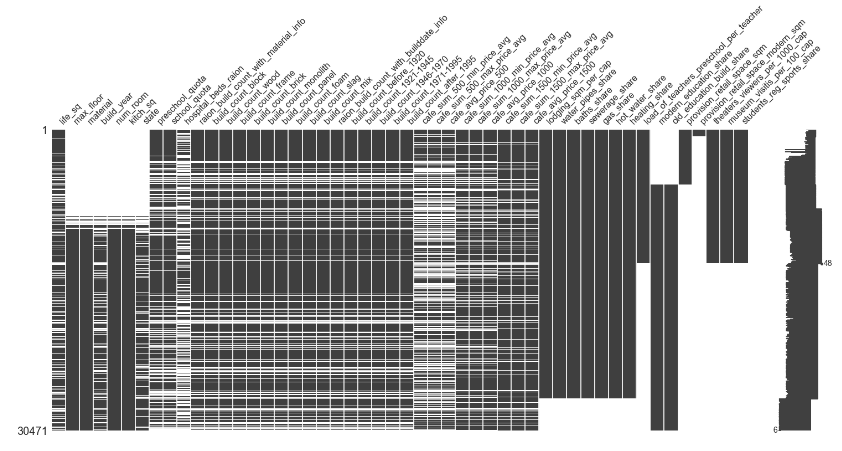 life_sq
max_floor
material
build_year
num_room
kitch_sq
state
preschool_quota
school_quota
hospital_beds_raion
raion_build_count_with_material_info
build_count_block
build_count_wood
build_count_frame
build_count_brick
build_count_monolith
build_count_panel
build_count_foam
build_count_slag
build_count_mix
raion_build_count_with_builddate_info
build_count_before_1920
build_count_1921-1945
build_count_1946-1970
build_count_1971-1995
build_count_after_1995
cafe_sum_500_min_price_avg
cafe_sum_500_max_price_avg
cafe_avg_price_500
cafe_sum_1000_min_price_avg
cafe_sum_1000_max_price_avg
cafe_avg_price_1000
cafe_sum_1500_min_price_avg
cafe_sum_1500_max_price_avg
cafe_avg_price_1500
lodging_sqm_per_cap
water_pipes_share
baths_share
sewerage_share
gas_share
hot_water_share
heating_share
load_of_teachers_preschool_per_teacher
modern_education_share
old_education_build_share
provision_retail_space_sqm
provision_retail_space_modern_sqm
theaters_viewers_per_1000_cap
museum_visitis_per_100_cap
students_reg_sports_share
1
48
30471
6